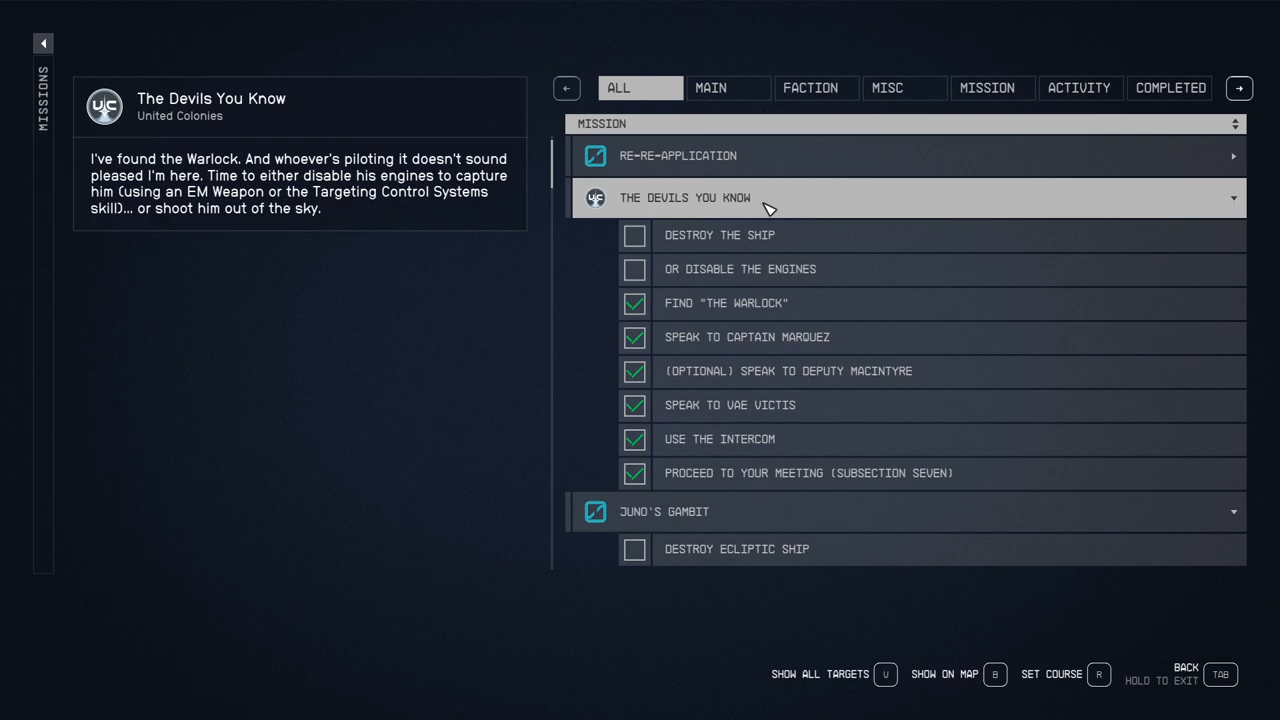 MISSIONS
UC
The Devils You Know
United Colonies
I've found the Warlock. And whoever's piloting it doesn't sound
pleased I'm here. Time to either disable his engines to capture
him (using an EM Weapon or the Targeting Control Systems
skill)... or shoot him out of the sky.
ALL MAIN FACTION MISC MISSION ACTIVITY COMPLETED
MISSION
RE-RE-APPLICATION
UC THE DEVILS YOU KNOW
DESTROY THE SHIP
OR DISABLE THE ENGINES
FIND "THE WARLOCK"
SPEAK TO CAPTAIN MARQUEZ
(OPTIONAL) SPEAK TO DEPUTY MACINTYRE
SPEAK TO VAE VICTIS
USE THE INTERCOM
PROCEED TO YOUR MEETING (SUBSECTION SEVEN)
JUNO'S GAMBIT
DESTROY ECLIPTIC SHIP
SHOW ALL TARGETS V SHOW ON MAP B SET COURSE R BACK TAB
HOLD TO EXIT